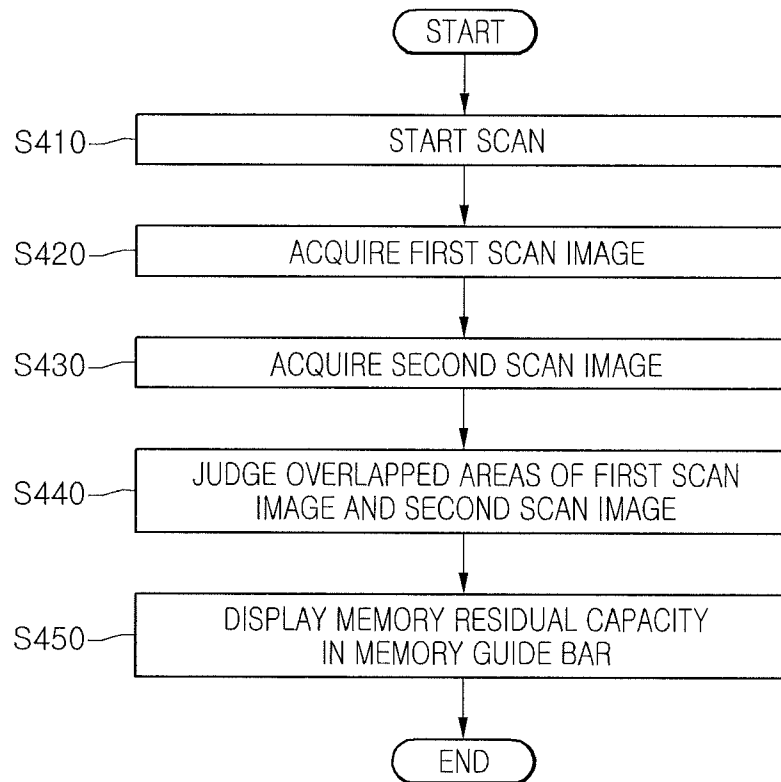 START
S410
START SCAN
S420
ACQUIRE FIRST SCAN IMAGE
S430
ACQUIRE SECOND SCAN IMAGE
S440
JUDGE OVERLAPPED AREAS OF FIRST SCAN
IMAGE AND SECOND SCAN IMAGE
S450
DISPLAY MEMORY RESIDUAL CAPACITY
IN MEMORY GUIDE BAR
END